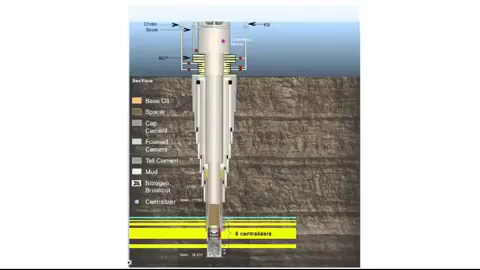 Choke
Boost
Kill
BOP
Sea Floor
Base Oil
Spacer
Cap
Cement
Foamed
Cement
Tail Cement
Mud
Nitrogen
Breakout
Centralizer
6 centralizers